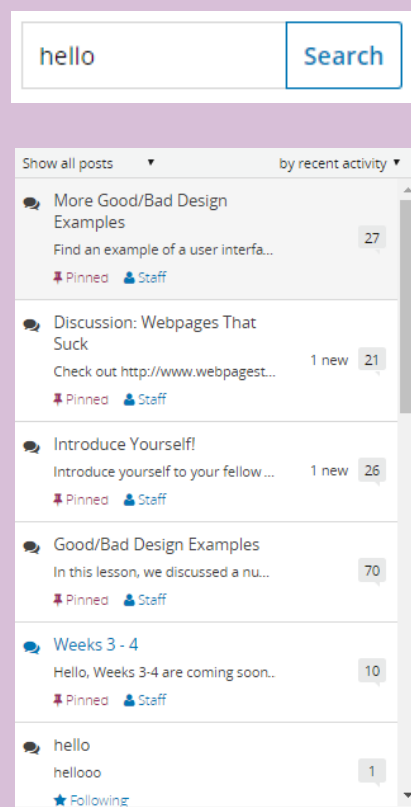 hello Search
Show all posts ▼ by recent activity ▼
More Good/Bad Design
Examples
27
Find an example of a user interfa...
Pinned Staff
Discussion: Webpages That
Suck
1 new 21
Check out http://www.webpagest...
Pinned Staff
Introduce Yourself!
Introduce yourself to your fellow ... 1 new 26
Pinned Staff
Good/Bad Design Examples
In this lesson, we discussed a nu... 70
Pinned Staff
Weeks 3 - 4
Hello, Weeks 3-4 are coming soon.. 10
Pinned Staff
hello
hellooo 1
Following